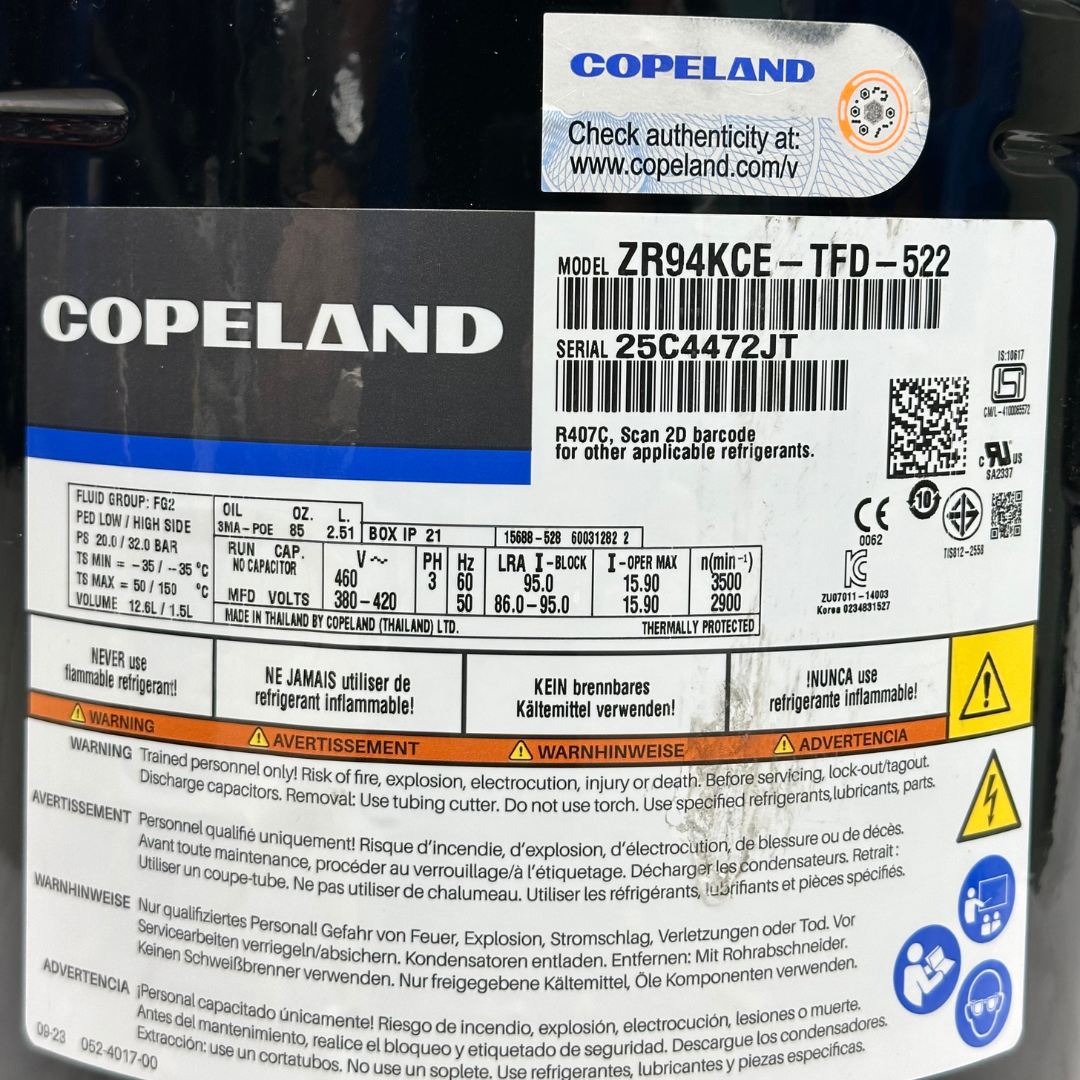 COPELAND
Check authenticity at:
www.copeland.com/v
COPELAND
MODEL ZR94KCE-TFD-522
SERIAL 25C4472JT
R407C, Scan 2D barcode
for other applicable refrigerants.
IS:10617
ISI
CM/L-4100065572
c RU us
SA2337
CE
0062
10
TIS812-2558
KC
ZU07011-14003
Korea 0234831527
FLUID GROUP: FG2
PED LOW / HIGH SIDE
PS 20.0 / 32.0 BAR
TS MIN = -35 / -35 °C
TS MAX = 50 / 150 °C
VOLUME 12.6L / 1.5L
OIL OZ. L.
3MA-POE 85 2.51
BOX IP 21
15688-528 60031282 2
RUN CAP. V~ PH Hz LRA I-BLOCK I-OPER MAX n(min⁻¹)
NO CAPACITOR 460 3 60 95.0 15.90 3500
MFD VOLTS 380-420 50 86.0-95.0 15.90 2900
MADE IN THAILAND BY COPELAND (THAILAND) LTD. THERMALLY PROTECTED
NEVER use
flammable refrigerant!
NE JAMAIS utiliser de
refrigerant inflammable!
KEIN brennbares
Kältemittel verwenden!
!NUNCA use
refrigerante inflammable!
WARNING
AVERTISSEMENT
WARNHINWEISE
ADVERTENCIA
WARNING Trained personnel only! Risk of fire, explosion, electrocution, injury or death. Before servicing, lock-out/tagout.
Discharge capacitors. Removal: Use tubing cutter. Do not use torch. Use specified refrigerants, lubricants, parts.
AVERTISSEMENT Personnel qualifié uniquement! Risque d'incendie, d'explosion, d'électrocution, de blessure ou de décès.
Avant toute maintenance, procéder au verrouillage/à l'étiquetage. Décharger les condensateurs. Retrait :
Utiliser un coupe-tube. Ne pas utiliser de chalumeau. Utiliser les réfrigérants, lubrifiants et pièces spécifiés.
WARNHINWEISE Nur qualifiziertes Personal! Gefahr von Feuer, Explosion, Stromschlag, Verletzungen oder Tod. Vor
Servicearbeiten verriegeln/absichern. Kondensatoren entladen. Entfernen: Mit Rohrabschneider.
Keinen Schweißbrenner verwenden. Nur freigegebene Kältemittel, Öle Komponenten verwenden.
ADVERTENCIA ¡Personal capacitado únicamente! Riesgo de incendio, explosión, electrocución, lesiones o muerte.
Antes del mantenimiento, realice el bloqueo y etiquetado de seguridad. Descargue los condensadores.
Extracción: use un cortatubos. No use un soplete. Use refrigerantes, lubricantes y piezas específicas.
09-23 052-4017-00